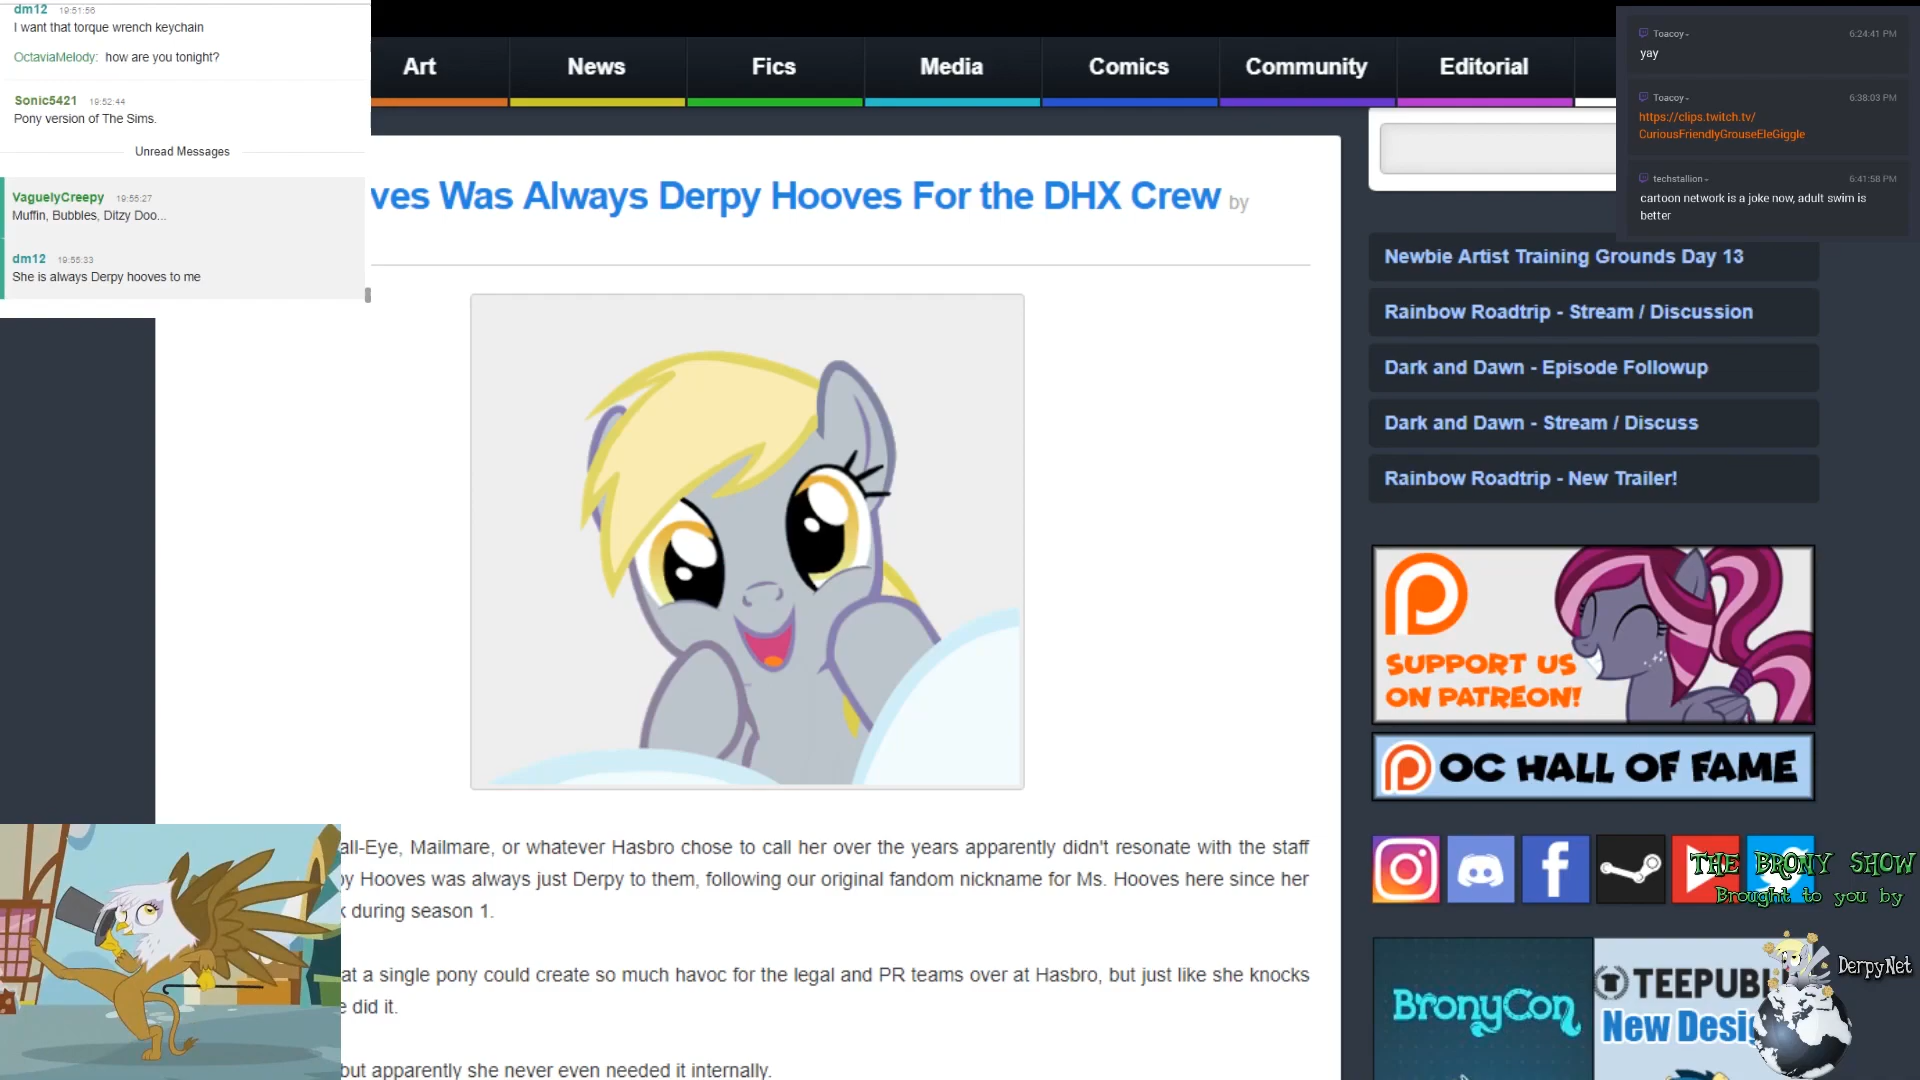 dm12 19:51:56
I want that torque wrench keychain
OctaviaMelody: how are you tonight?
Sonic5421 19:52:44
Pony version of The Sims.
Unread Messages
VaguelyCreepy 19:55:27
Muffin, Bubbles, Ditzy Doo...
dm12 19:55:33
She is always Derpy hooves to me
Art News Fics Media Comics Community Editorial
ves Was Always Derpy Hooves For the DHX Crew by
all-Eye, Mailmare, or whatever Hasbro chose to call her over the years apparently didn't resonate with the staff
y Hooves was always just Derpy to them, following our original fandom nickname for Ms. Hooves here since her
k during season 1.
at a single pony could create so much havoc for the legal and PR teams over at Hasbro, but just like she knocks
e did it.
but apparently she never even needed it internally.
Toacoy 6:24:41 PM
yay
Toacoy 6:38:03 PM
https://clips.twitch.tv/
CuriousFriendlyGrouseEleGiggle
techstallion 6:41:58 PM
cartoon network is a joke now, adult swim is
better
Newbie Artist Training Grounds Day 13
Rainbow Roadtrip - Stream / Discussion
Dark and Dawn - Episode Followup
Dark and Dawn - Stream / Discuss
Rainbow Roadtrip - New Trailer!
SUPPORT US
ON PATREON!
OC HALL OF FAME
THE BRONY SHOW
Brought to you by
DerpyNet
BronyCon
TEEPUBL
New Desi